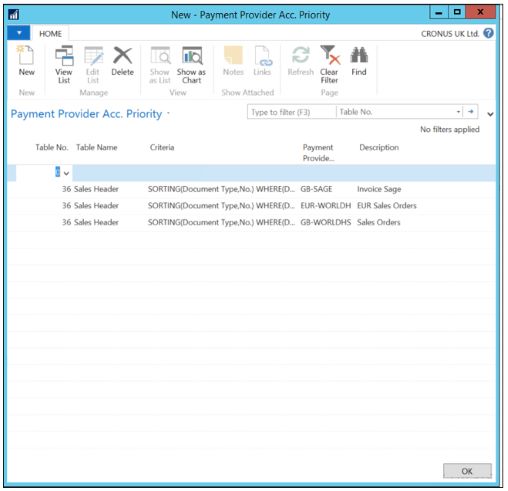 New - Payment Provider Acc. Priority
HOME
CRONUS UK Ltd.
New
View List
Edit List
Delete
Show as List
Show as Chart
Notes
Links
Refresh
Clear Filter
Find
New
Manage
View
Show Attached
Page
Payment Provider Acc. Priority
Type to filter (F3)
Table No.
No filters applied
Table No. Table Name Criteria Payment Provide... Description
0
36 Sales Header SORTING(Document Type,No.) WHERE(D... GB-SAGE Invoice Sage
36 Sales Header SORTING(Document Type,No.) WHERE(D... EUR-WORLDH EUR Sales Orders
36 Sales Header SORTING(Document Type,No.) WHERE(D... GB-WORLDHS Sales Orders
OK